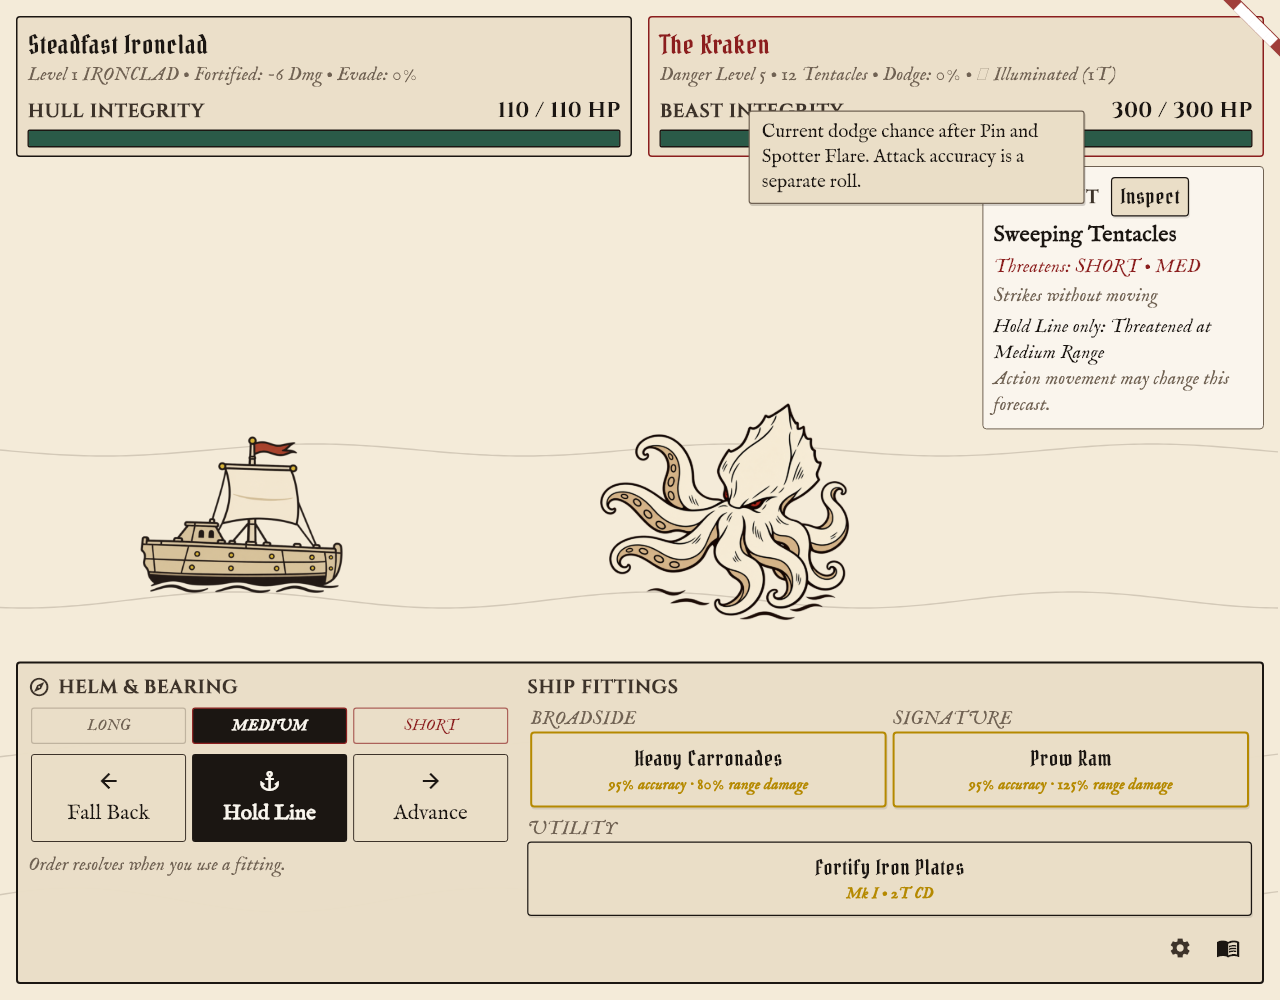 Steadfast Ironclad
Level 1 IRONCLAD • Fortified: -6 Dmg • Evade: 0%
HULL INTEGRITY 110 / 110 HP
The Kraken
Danger Level 5 • 12 Tentacles • Dodge: 0% • Illuminated (1T)
BEAST INTEGRITY 300 / 300 HP
Current dodge chance after Pin and
Spotter Flare. Attack accuracy is a
separate roll.
Inspect
Sweeping Tentacles
Threatens: SHORT • MED
Strikes without moving
Hold Line only: Threatened at
Medium Range
Action movement may change this
forecast.
HELM & BEARING
LONG MEDIUM SHORT
Fall Back Hold Line Advance
Order resolves when you use a fitting.
SHIP FITTINGS
BROADSIDE SIGNATURE
Heavy Carronades Prow Ram
95% accuracy · 80% range damage 95% accuracy · 125% range damage
UTILITY
Fortify Iron Plates
Mk I • 2T CD